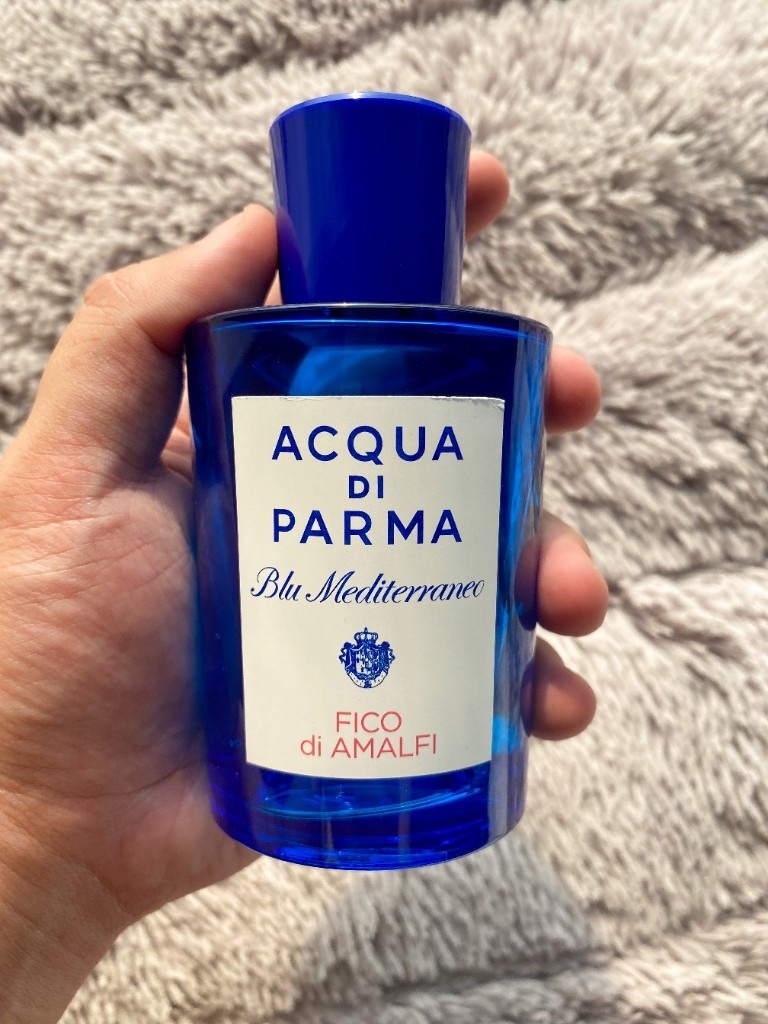 ACQUA
DI
PARMA
Blu Mediterraneo
FICO
di AMALFI